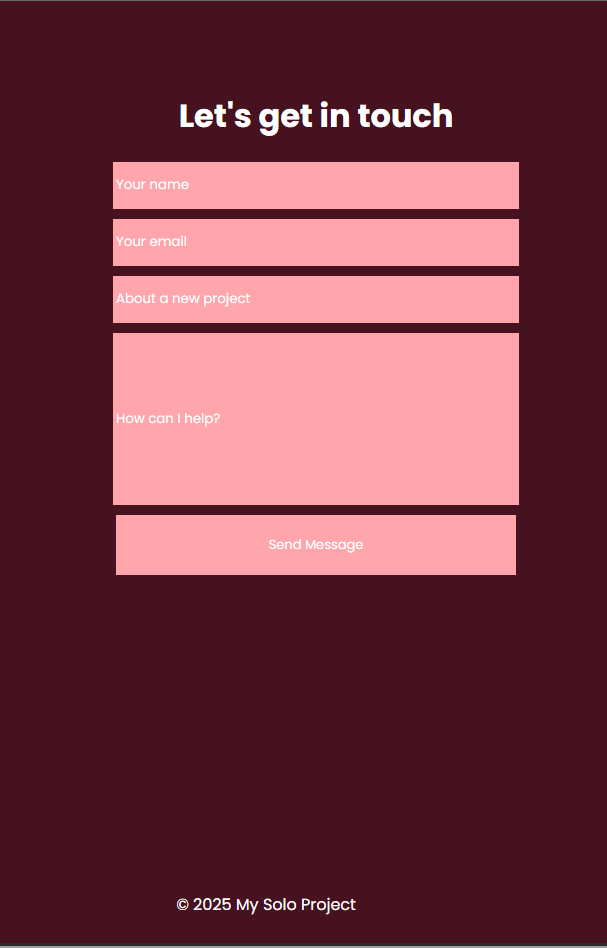 Let's get in touch
Your name
Your email
About a new project
How can I help?
Send Message
© 2025 My Solo Project